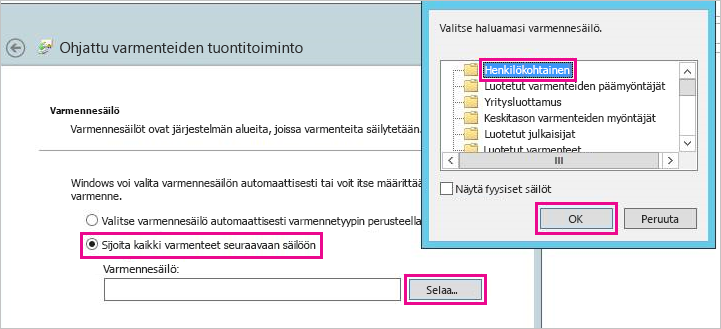 Ohjattu varmenteiden tuontitoiminto
Varmennesäilö
Varmennesäilöt ovat järjestelmän alueita, joissa varmenteita säilytetään.
Windows voi valita varmennesäilön automaattisesti tai voit itse määrittää
varmenne.
Valitse varmennesäilö automaattisesti varmennetyypin perusteella
Sijoita kaikki varmenteet seuraavaan säilöön
Varmennesäilö:
Selaa...
Valitse haluamasi varmennesäilö.
Henkilökohtainen
Luotetut varmenteiden päämyöntäjät
Yritysluottamus
Keskitason varmenteiden myöntäjät
Luotetut julkaisijat
Luotetut varmenteet
Näytä fyysiset säilöt
OK
Peruuta